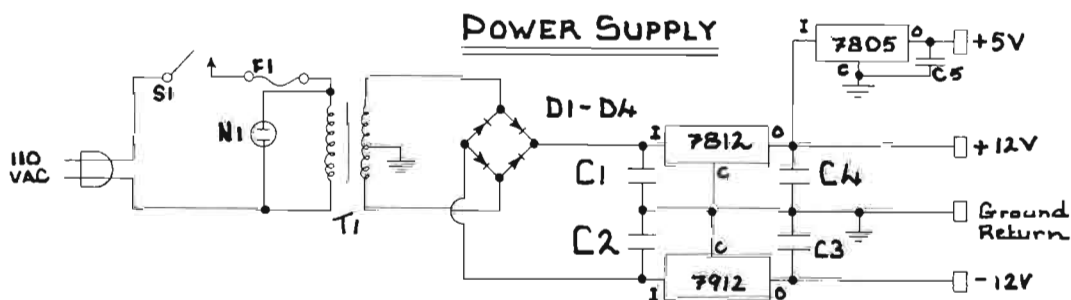 POWER SUPPLY
I 7805 O +5V
C C5
S1 F1
D1-D4
N1
110
VAC
T1
I 7812 O +12V
C1 C C4
Ground
Return
C2 C C3
I 7912 O -12V